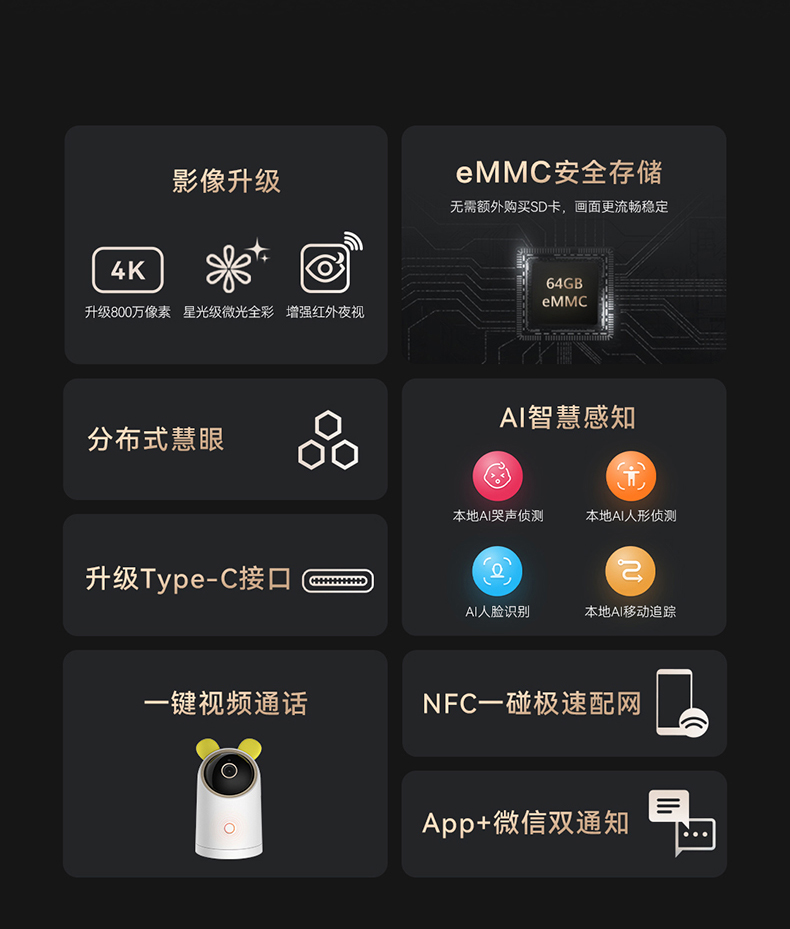 影像升级
4K
升级800万像素
星光级微光全彩
增强红外夜视
eMMC安全存储
无需额外购买SD卡，画面更流畅稳定
64GB
eMMC
分布式慧眼
升级Type-C接口
AI智慧感知
本地AI哭声侦测
本地AI人形侦测
AI人脸识别
本地AI移动追踪
一键视频通话
NFC一碰极速配网
App+微信双通知